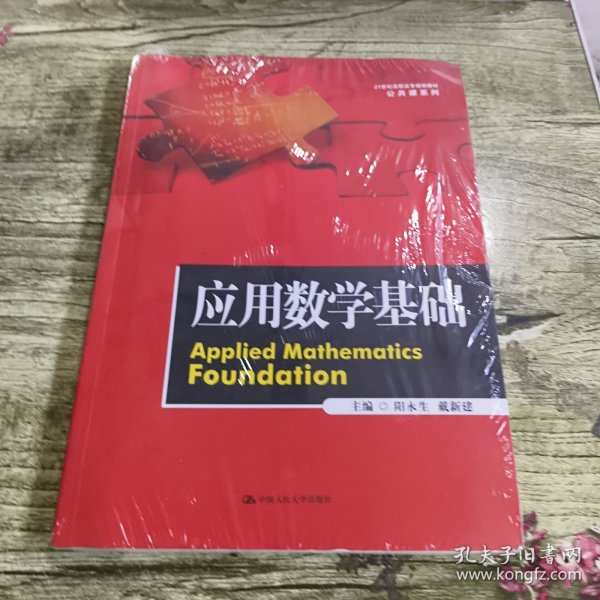 21世纪高职高专规划教材
公共课系列
应用数学基础
Applied Mathematics
Foundation
主编 ○ 阳永生 戴新建
中国人民大学出版社
孔夫子旧书网
www.kongfz.com